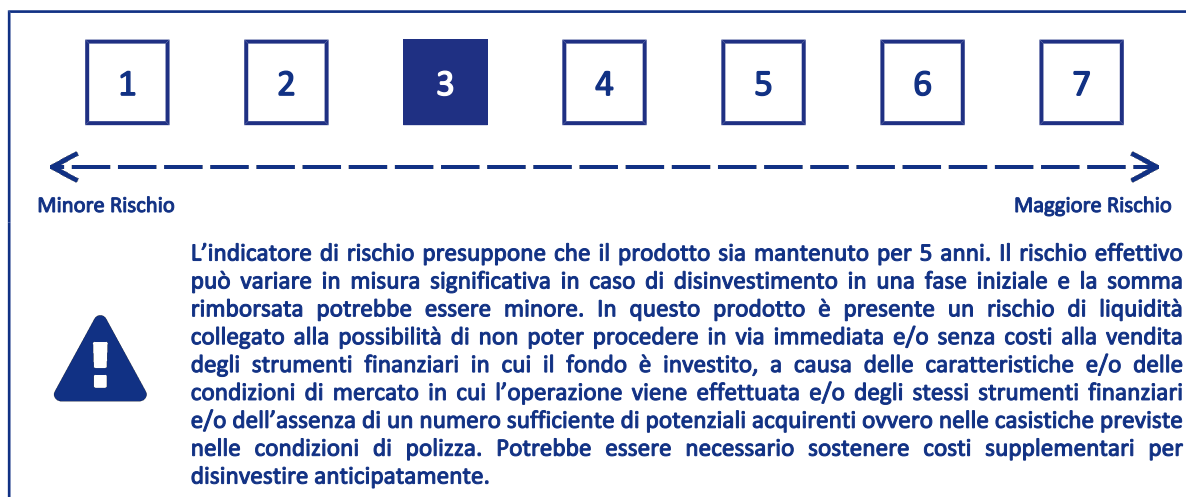 1 2 3 4 5 6 7
Minore Rischio Maggiore Rischio
L'indicatore di rischio presuppone che il prodotto sia mantenuto per 5 anni. Il rischio effettivo
può variare in misura significativa in caso di disinvestimento in una fase iniziale e la somma
rimborsata potrebbe essere minore. In questo prodotto è presente un rischio di liquidità
collegato alla possibilità di non poter procedere in via immediata e/o senza costi alla vendita
degli strumenti finanziari in cui il fondo è investito, a causa delle caratteristiche e/o delle
condizioni di mercato in cui l'operazione viene effettuata e/o degli stessi strumenti finanziari
e/o dell'assenza di un numero sufficiente di potenziali acquirenti ovvero nelle casistiche previste
nelle condizioni di polizza. Potrebbe essere necessario sostenere costi supplementari per
disinvestire anticipatamente.